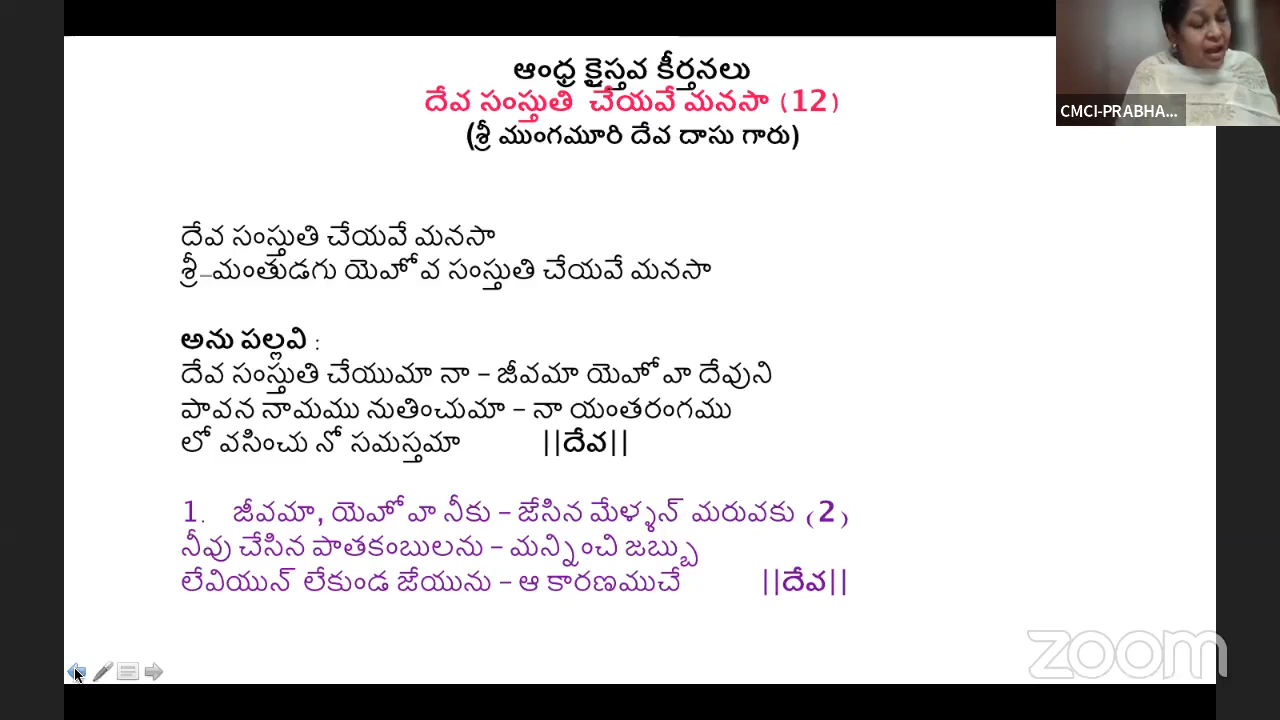 ఆంధ్ర క్రైస్తవ కీర్తనలు
దేవ సంస్తుతి చేయవే మనసా (12)
(శ్రీ ముంగమూరి దేవ దాసు గారు)
CMCI-PRABHA...
దేవ సంస్తుతి చేయవే మనసా
శ్రీ-మంతుడగు యెహోవ సంస్తుతి చేయవే మనసా
అను పల్లవి :
దేవ సంస్తుతి చేయుమా నా - జీవమా యెహోవా దేవుని
పావన నామము నుతించుమా - నా యంతరంగము
లో వసించు నో సమస్తమా ||దేవ||
1. జీవమా, యెహోవా నీకు - జేసిన మేళ్ళన్ మరువకు (2)
నీవు చేసిన పాతకంబులను - మన్నించి జబ్బు
లేవియున్ లేకుండ జేయును - ఆ కారణముచే ||దేవ||
zoom